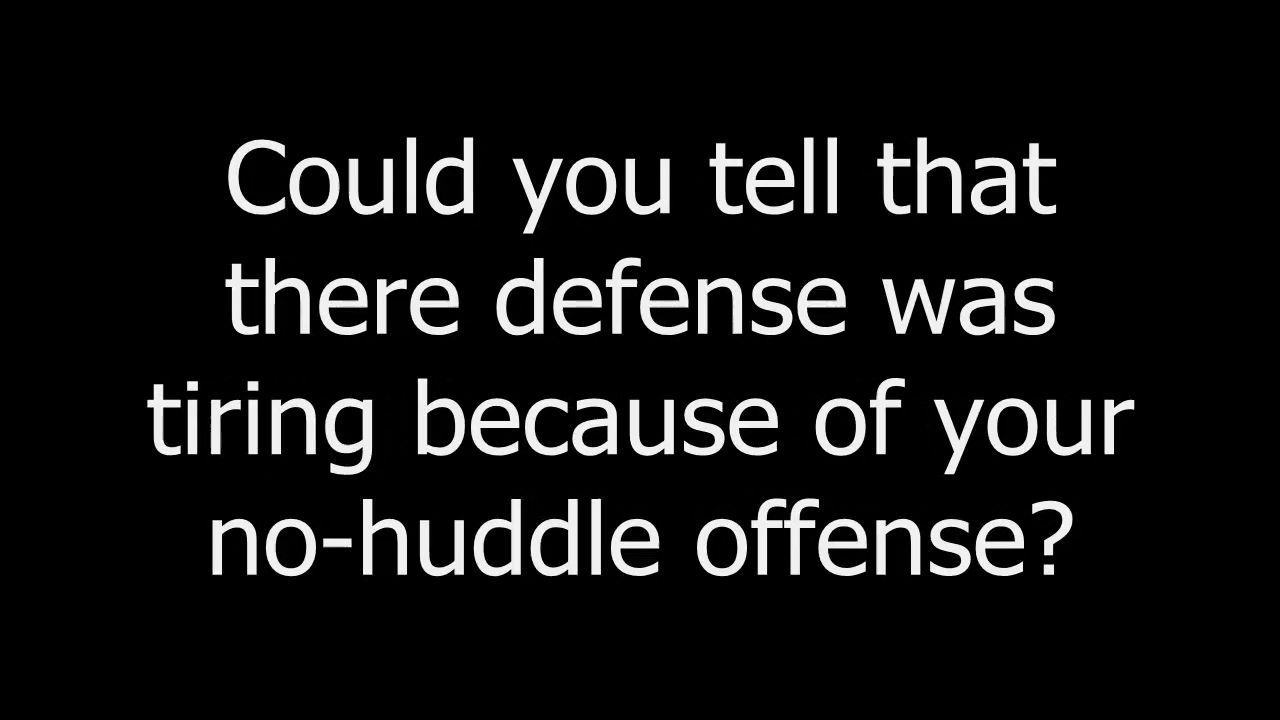 Could you tell that
there defense was
tiring because of your
no-huddle offense?